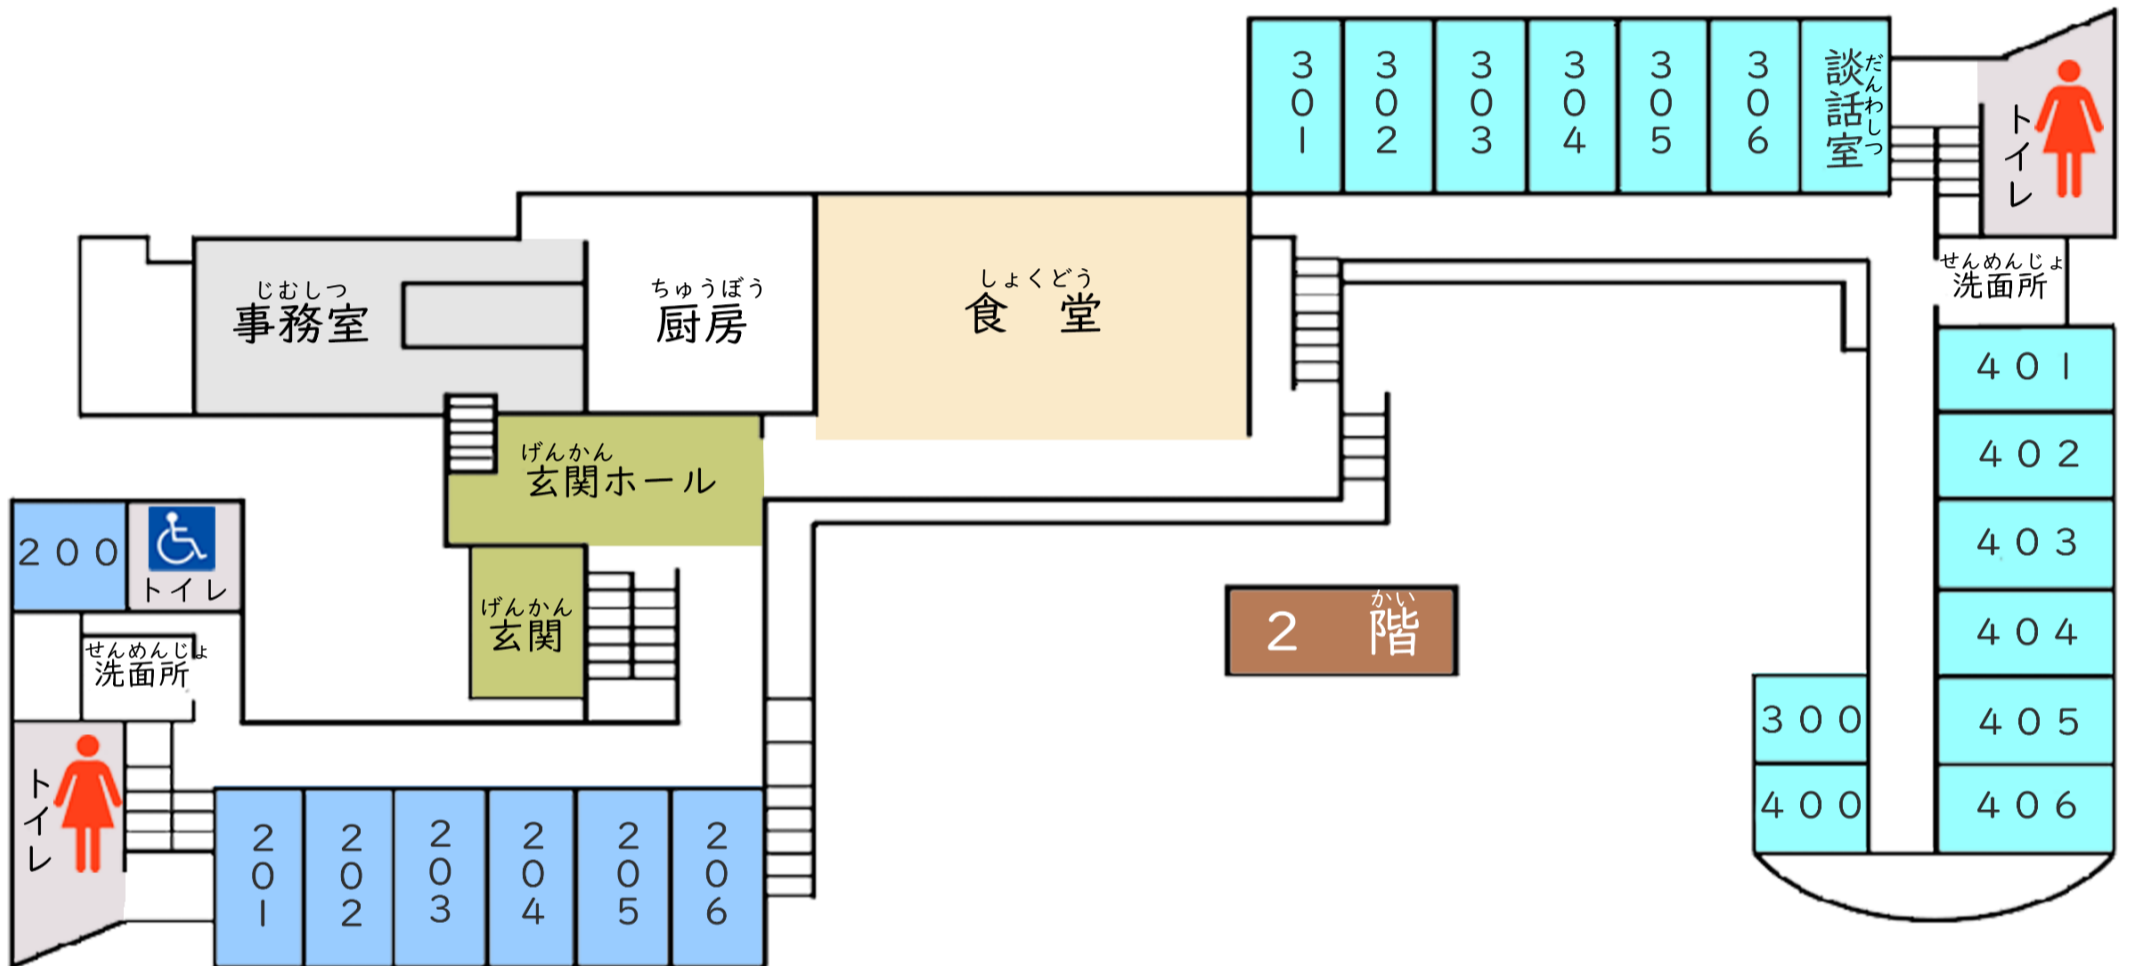 301
302
303
304
305
306
談話室
だんわしつ
トイレ
せんめんじょ
洗面所
じむしつ
事務室
ちゅうぼう
厨房
しょくどう
食　堂
げんかん
玄関ホール
げんかん
玄関
２００
トイレ
せんめんじょ
洗面所
トイレ
201
202
203
204
205
206
かい
２　階
４０１
４０２
４０３
４０４
４０５
４０６
３００
４００